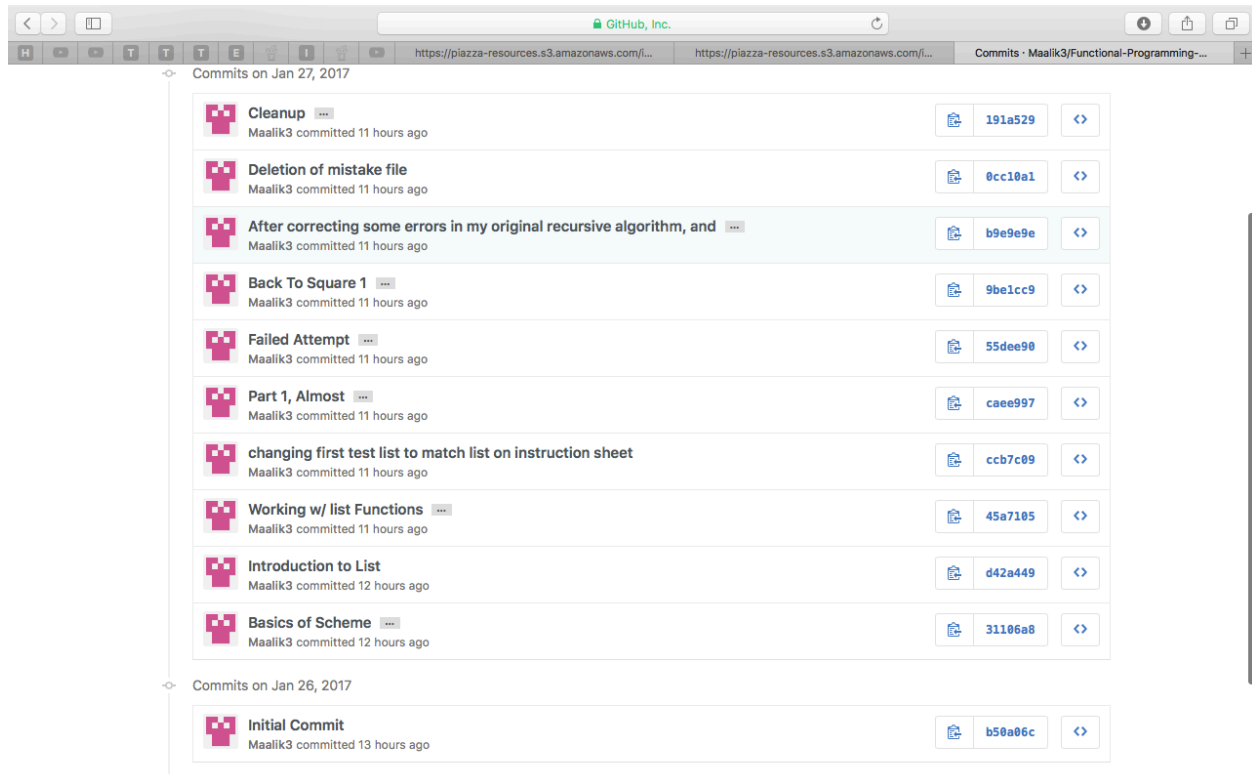 GitHub, Inc.
H T T T E I https://piazza-resources.s3.amazonaws.com/i... https://piazza-resources.s3.amazonaws.com/i... Commits · Maalik3/Functional-Programming-... +
Commits on Jan 27, 2017
Cleanup ...
Maalik3 committed 11 hours ago
191a529
Deletion of mistake file
Maalik3 committed 11 hours ago
0cc10a1
After correcting some errors in my original recursive algorithm, and ...
Maalik3 committed 11 hours ago
b9e9e9e
Back To Square 1 ...
Maalik3 committed 11 hours ago
9be1cc9
Failed Attempt ...
Maalik3 committed 11 hours ago
55dee90
Part 1, Almost ...
Maalik3 committed 11 hours ago
caee997
changing first test list to match list on instruction sheet
Maalik3 committed 11 hours ago
ccb7c09
Working w/ list Functions ...
Maalik3 committed 11 hours ago
45a7105
Introduction to List
Maalik3 committed 12 hours ago
d42a449
Basics of Scheme ...
Maalik3 committed 12 hours ago
31106a8
Commits on Jan 26, 2017
Initial Commit
Maalik3 committed 13 hours ago
b50a06c